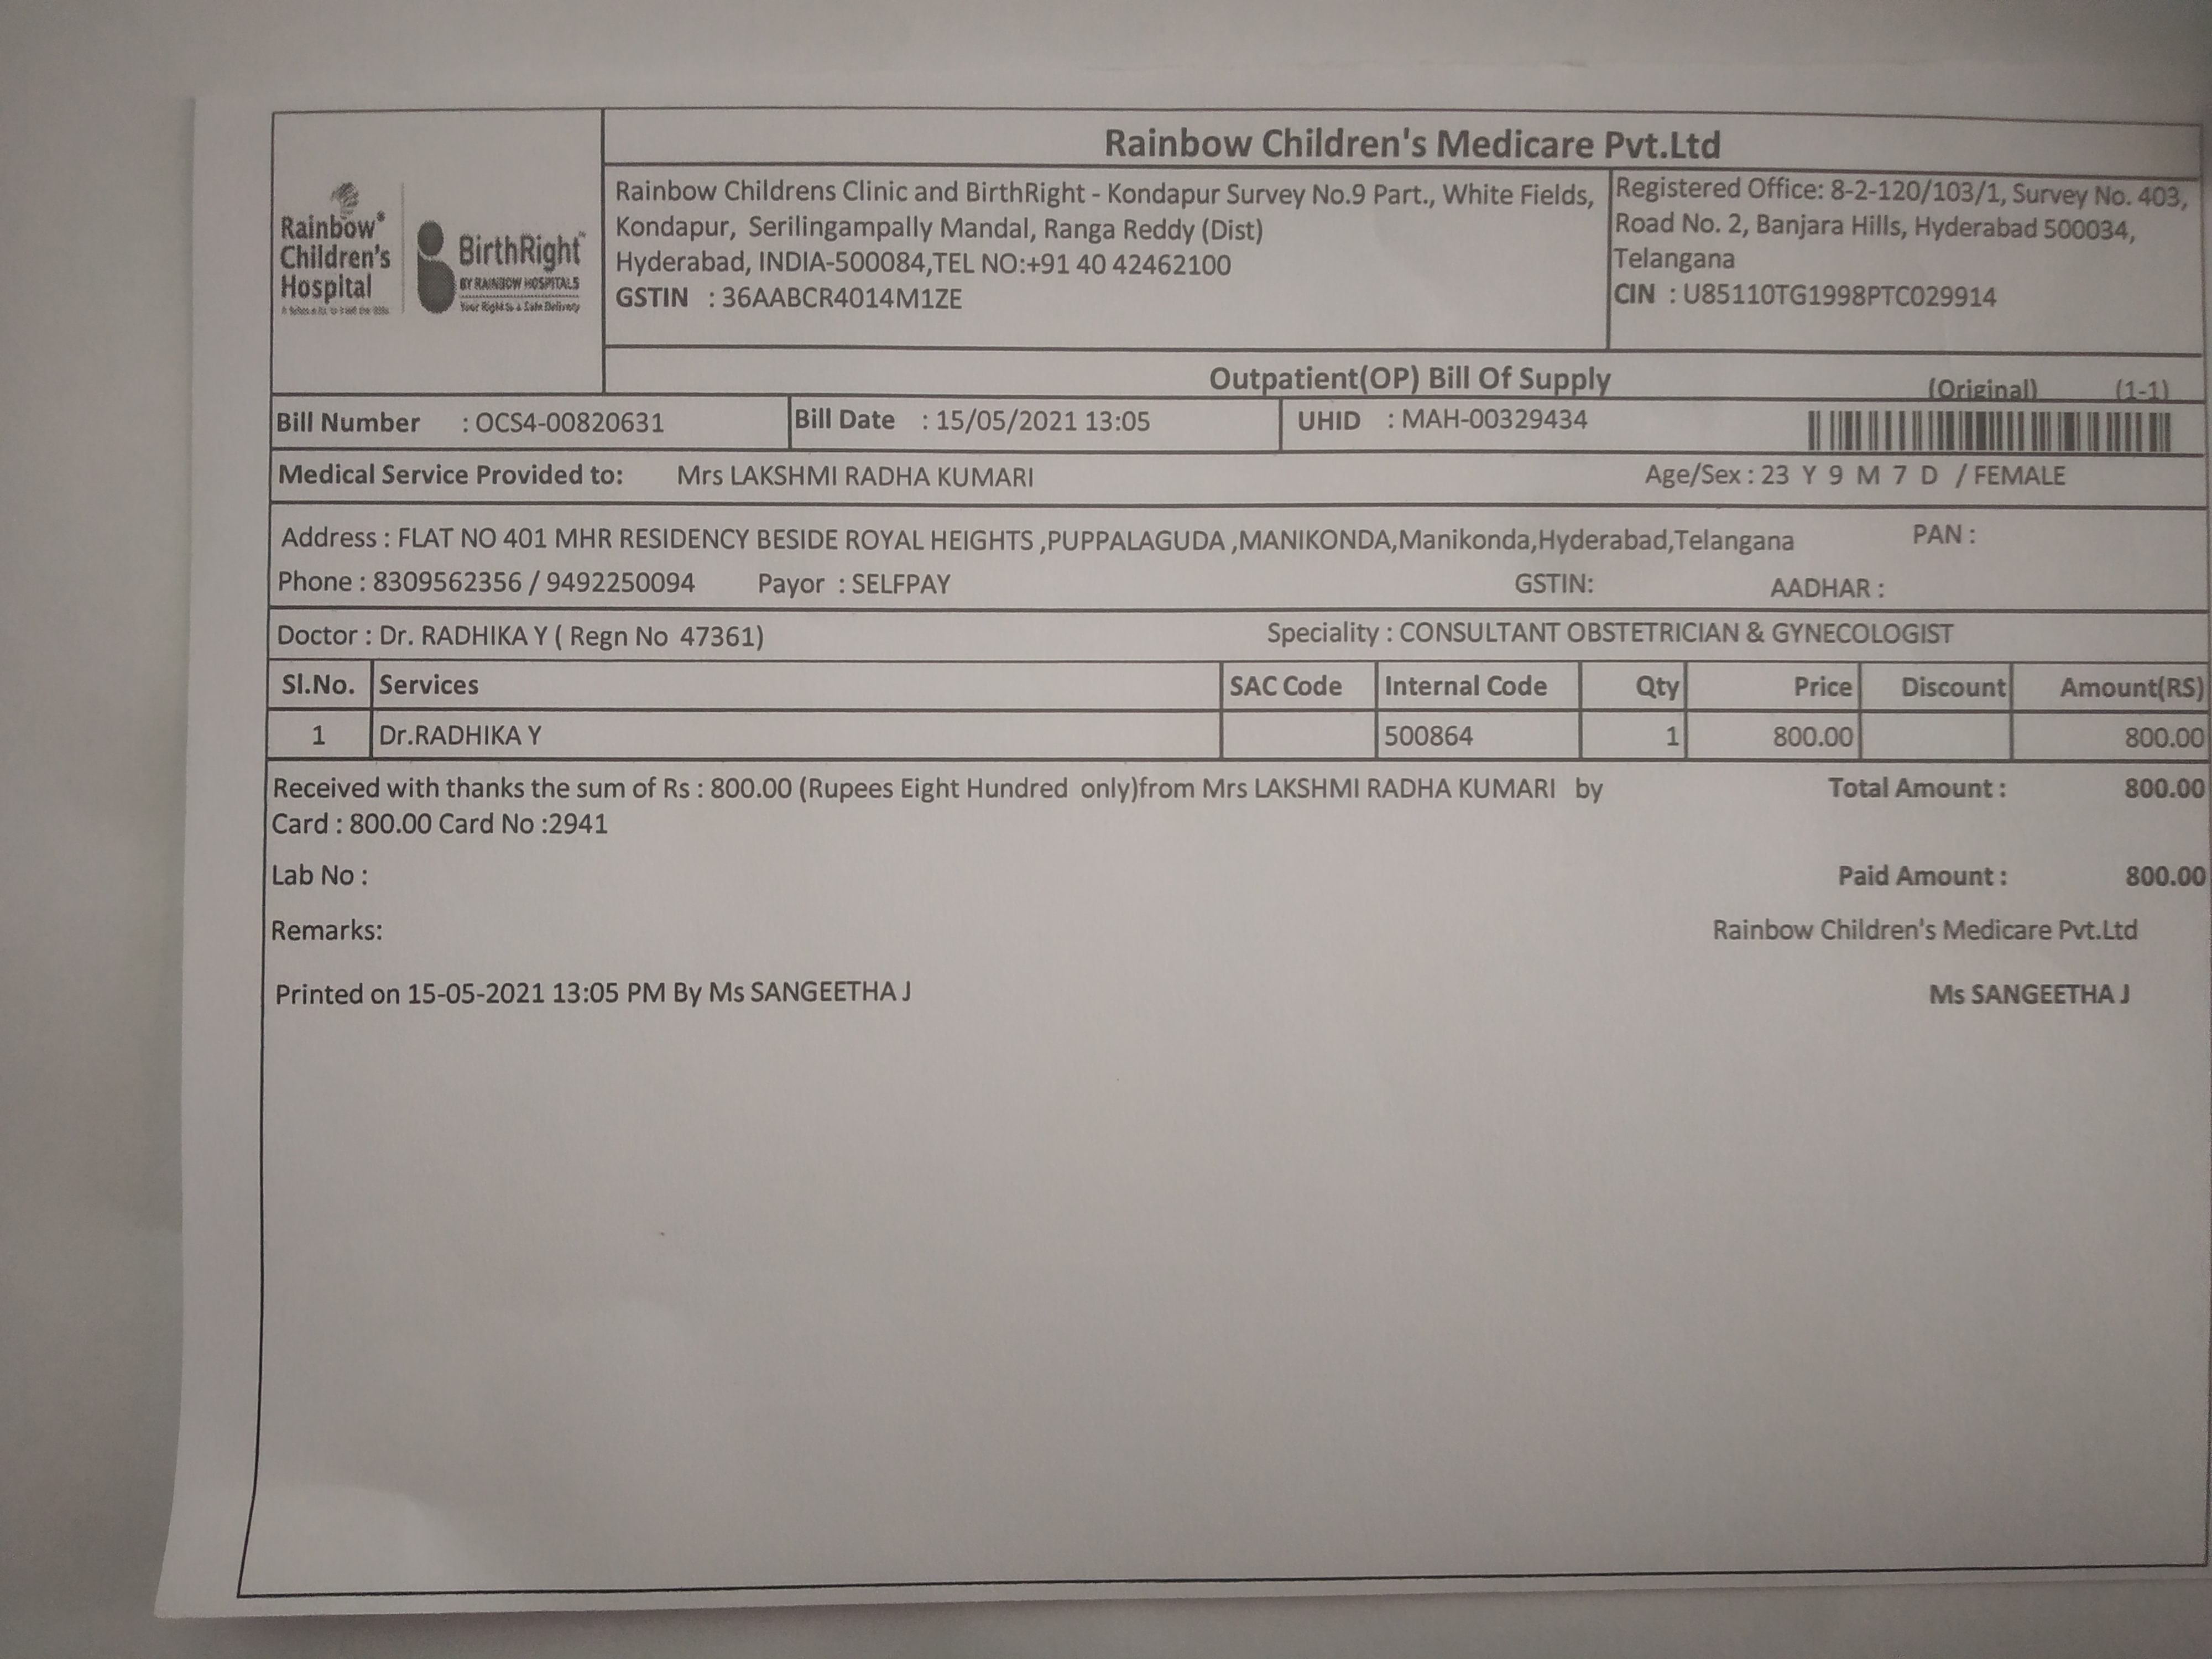 Rainbow Children's Medicare Pvt.Ltd
Rainbow®
Children's
Hospital
BirthRight™
BY RAINBOW HOSPITALS
Your Right to a Safe Delivery
Rainbow Childrens Clinic and BirthRight - Kondapur Survey No.9 Part., White Fields,
Kondapur, Serilingampally Mandal, Ranga Reddy (Dist)
Hyderabad, INDIA-500084,TEL NO:+91 40 42462100
GSTIN : 36AABCR4014M1ZE
Registered Office: 8-2-120/103/1, Survey No. 403,
Road No. 2, Banjara Hills, Hyderabad 500034,
Telangana
CIN : U85110TG1998PTC029914
Outpatient(OP) Bill Of Supply (Original) (1-1)
Bill Number : OCS4-00820631 Bill Date : 15/05/2021 13:05 UHID : MAH-00329434
Medical Service Provided to: Mrs LAKSHMI RADHA KUMARI Age/Sex : 23 Y 9 M 7 D / FEMALE
Address : FLAT NO 401 MHR RESIDENCY BESIDE ROYAL HEIGHTS ,PUPPALAGUDA ,MANIKONDA,Manikonda,Hyderabad,Telangana PAN :
Phone : 8309562356 / 9492250094 Payor : SELFPAY GSTIN: AADHAR :
Doctor : Dr. RADHIKA Y ( Regn No 47361) Speciality : CONSULTANT OBSTETRICIAN & GYNECOLOGIST
Sl.No. Services SAC Code Internal Code Qty Price Discount Amount(RS)
1 Dr.RADHIKA Y 500864 1 800.00 800.00
Received with thanks the sum of Rs : 800.00 (Rupees Eight Hundred only)from Mrs LAKSHMI RADHA KUMARI by Total Amount : 800.00
Card : 800.00 Card No :2941
Lab No : Paid Amount : 800.00
Remarks: Rainbow Children's Medicare Pvt.Ltd
Printed on 15-05-2021 13:05 PM By Ms SANGEETHA J Ms SANGEETHA J